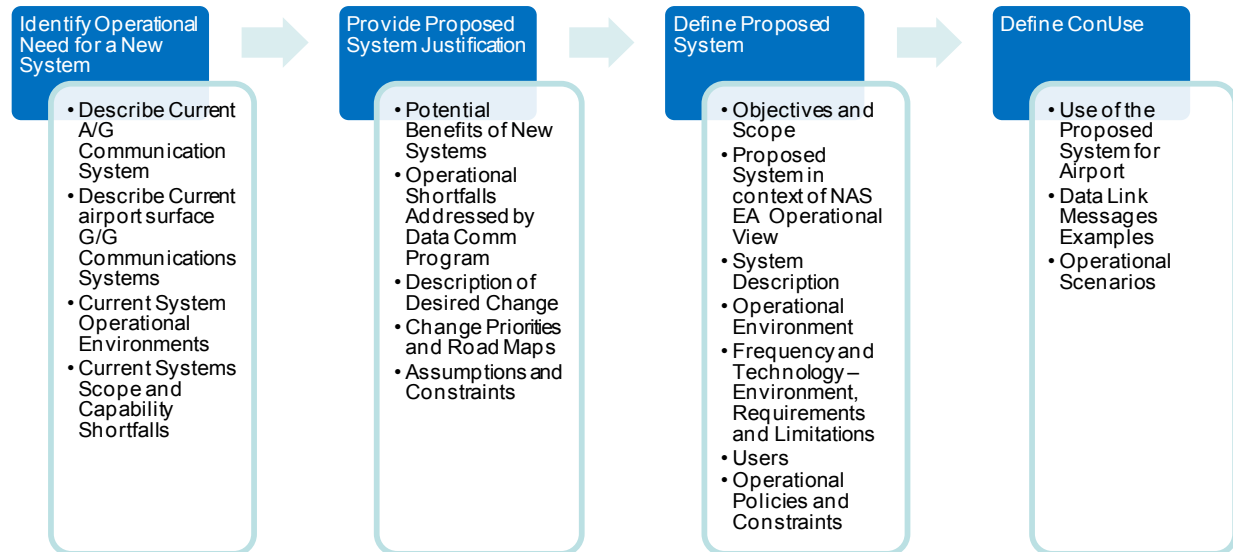 Identify Operational
Need for a New
System
• Describe Current
A/G
Communication
System
• Describe Current
airport surface
G/G
Communications
Systems
• Current System
Operational
Environments
• Current Systems
Scope and
Capability
Shortfalls
Provide Proposed
System Justification
• Potential
Benefits of New
Systems
• Operational
Shortfalls
Addressed by
Data Comm
Program
• Description of
Desired Change
• Change Priorities
and Road Maps
• Assumptions and
Constraints
Define Proposed
System
• Objectives and
Scope
• Proposed
System in
context of NAS
EA Operational
View
• System
Description
• Operational
Environment
• Frequency and
Technology –
Environment,
Requirements
and Limitations
• Users
• Operational
Policies and
Constraints
Define ConUse
• Use of the
Proposed
System for
Airport
• Data Link
Messages
Examples
• Operational
Scenarios